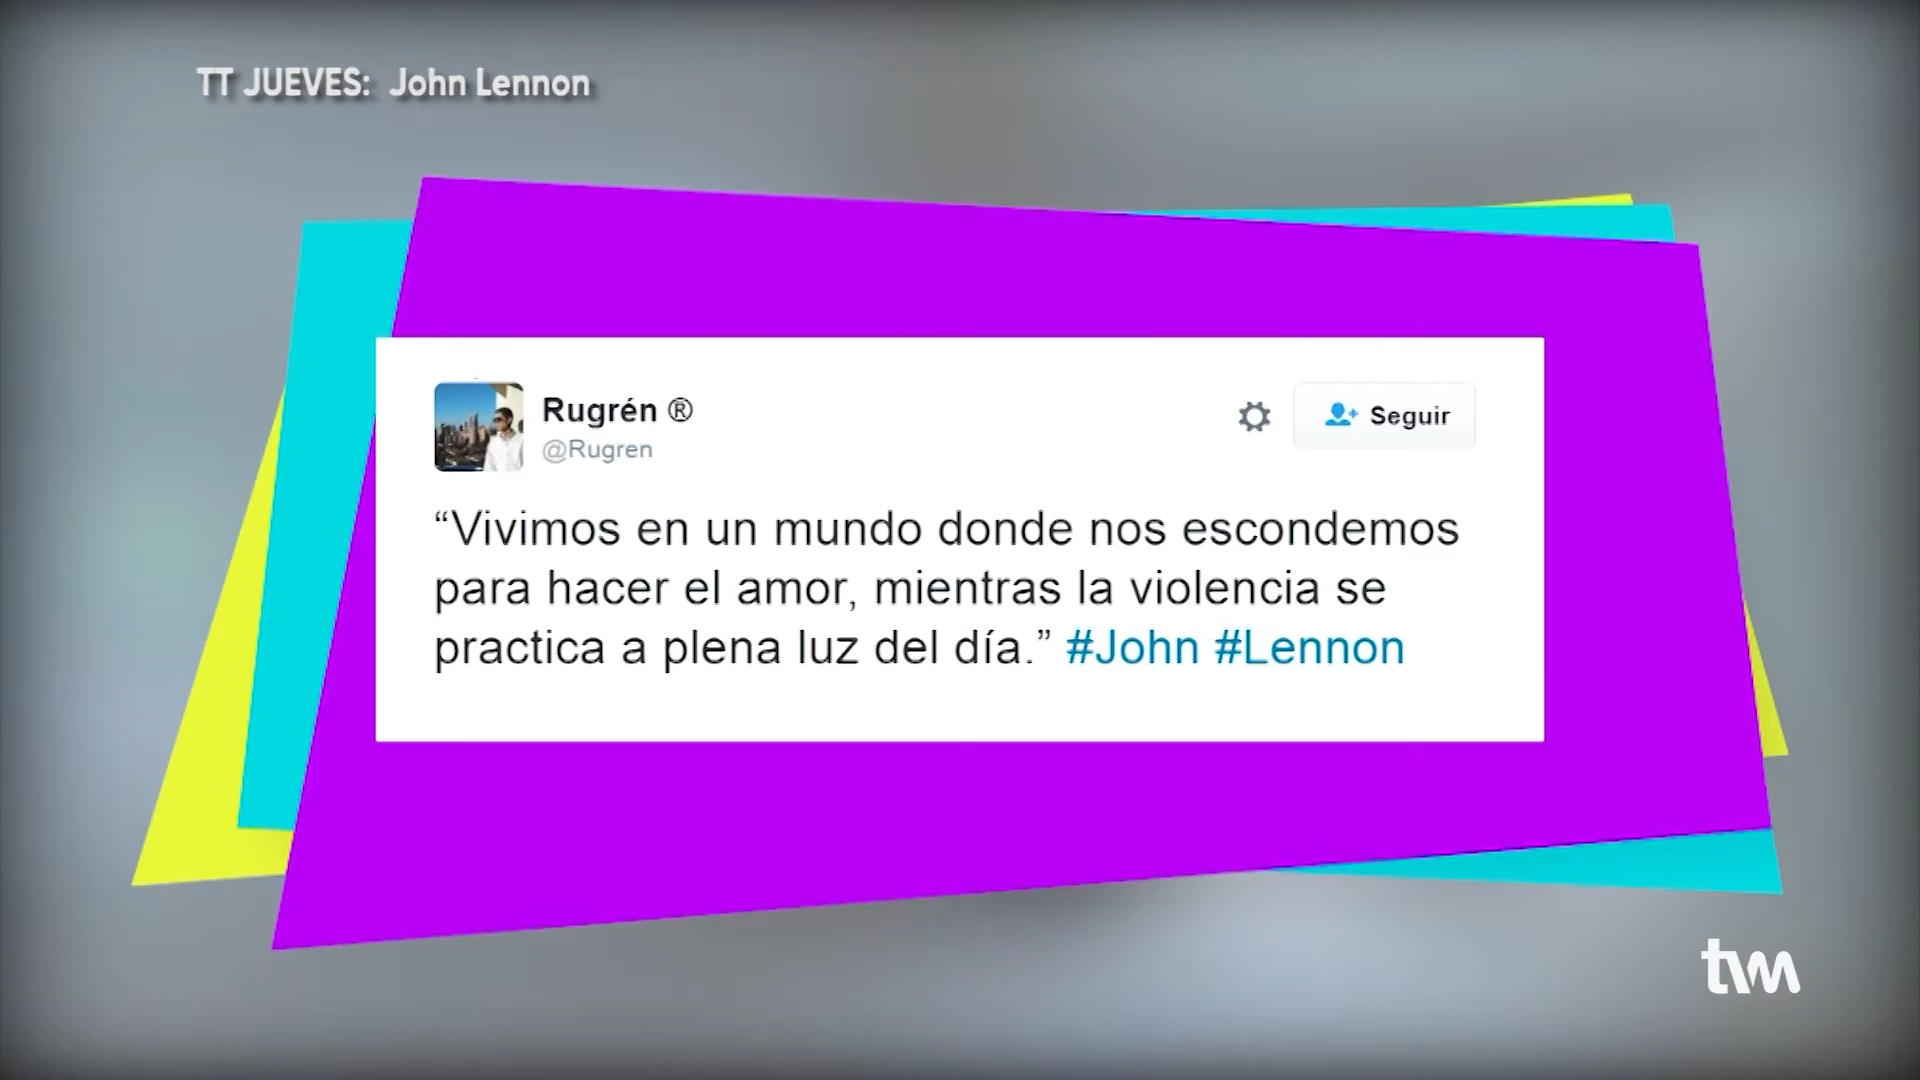 TT JUEVES: John Lennon
Rugrén ®
@Rugren
Seguir
“Vivimos en un mundo donde nos escondemos
para hacer el amor, mientras la violencia se
practica a plena luz del día.” #John #Lennon
tvm